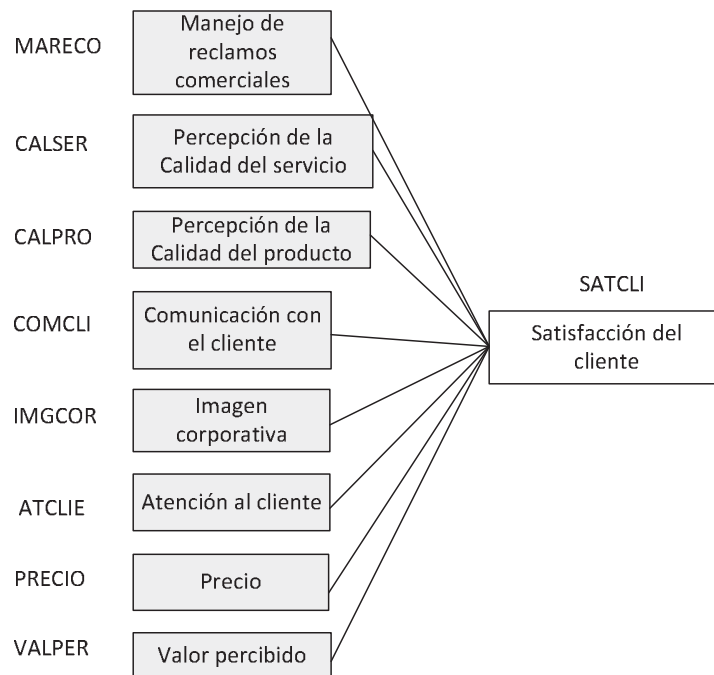 MARECO
Manejo de
reclamos
comerciales
CALSER
Percepción de la
Calidad del servicio
CALPRO
Percepción de la
Calidad del producto
SATCLI
COMCLI
Comunicación con
el cliente
Satisfacción del
cliente
IMGCOR
Imagen
corporativa
ATCLIE
Atención al cliente
PRECIO
Precio
VALPER
Valor percibido